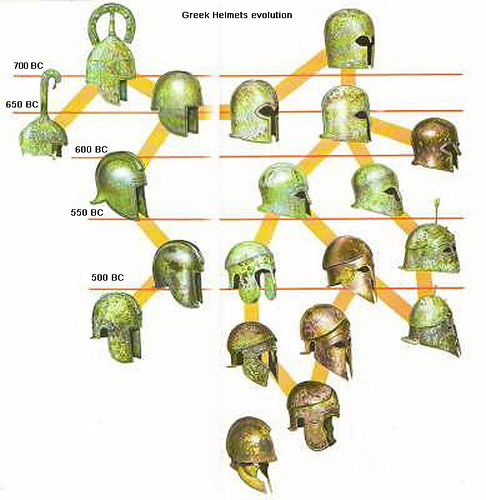 Greek Helmets evolution
700 BC
650 BC
600 BC
550 BC
500 BC